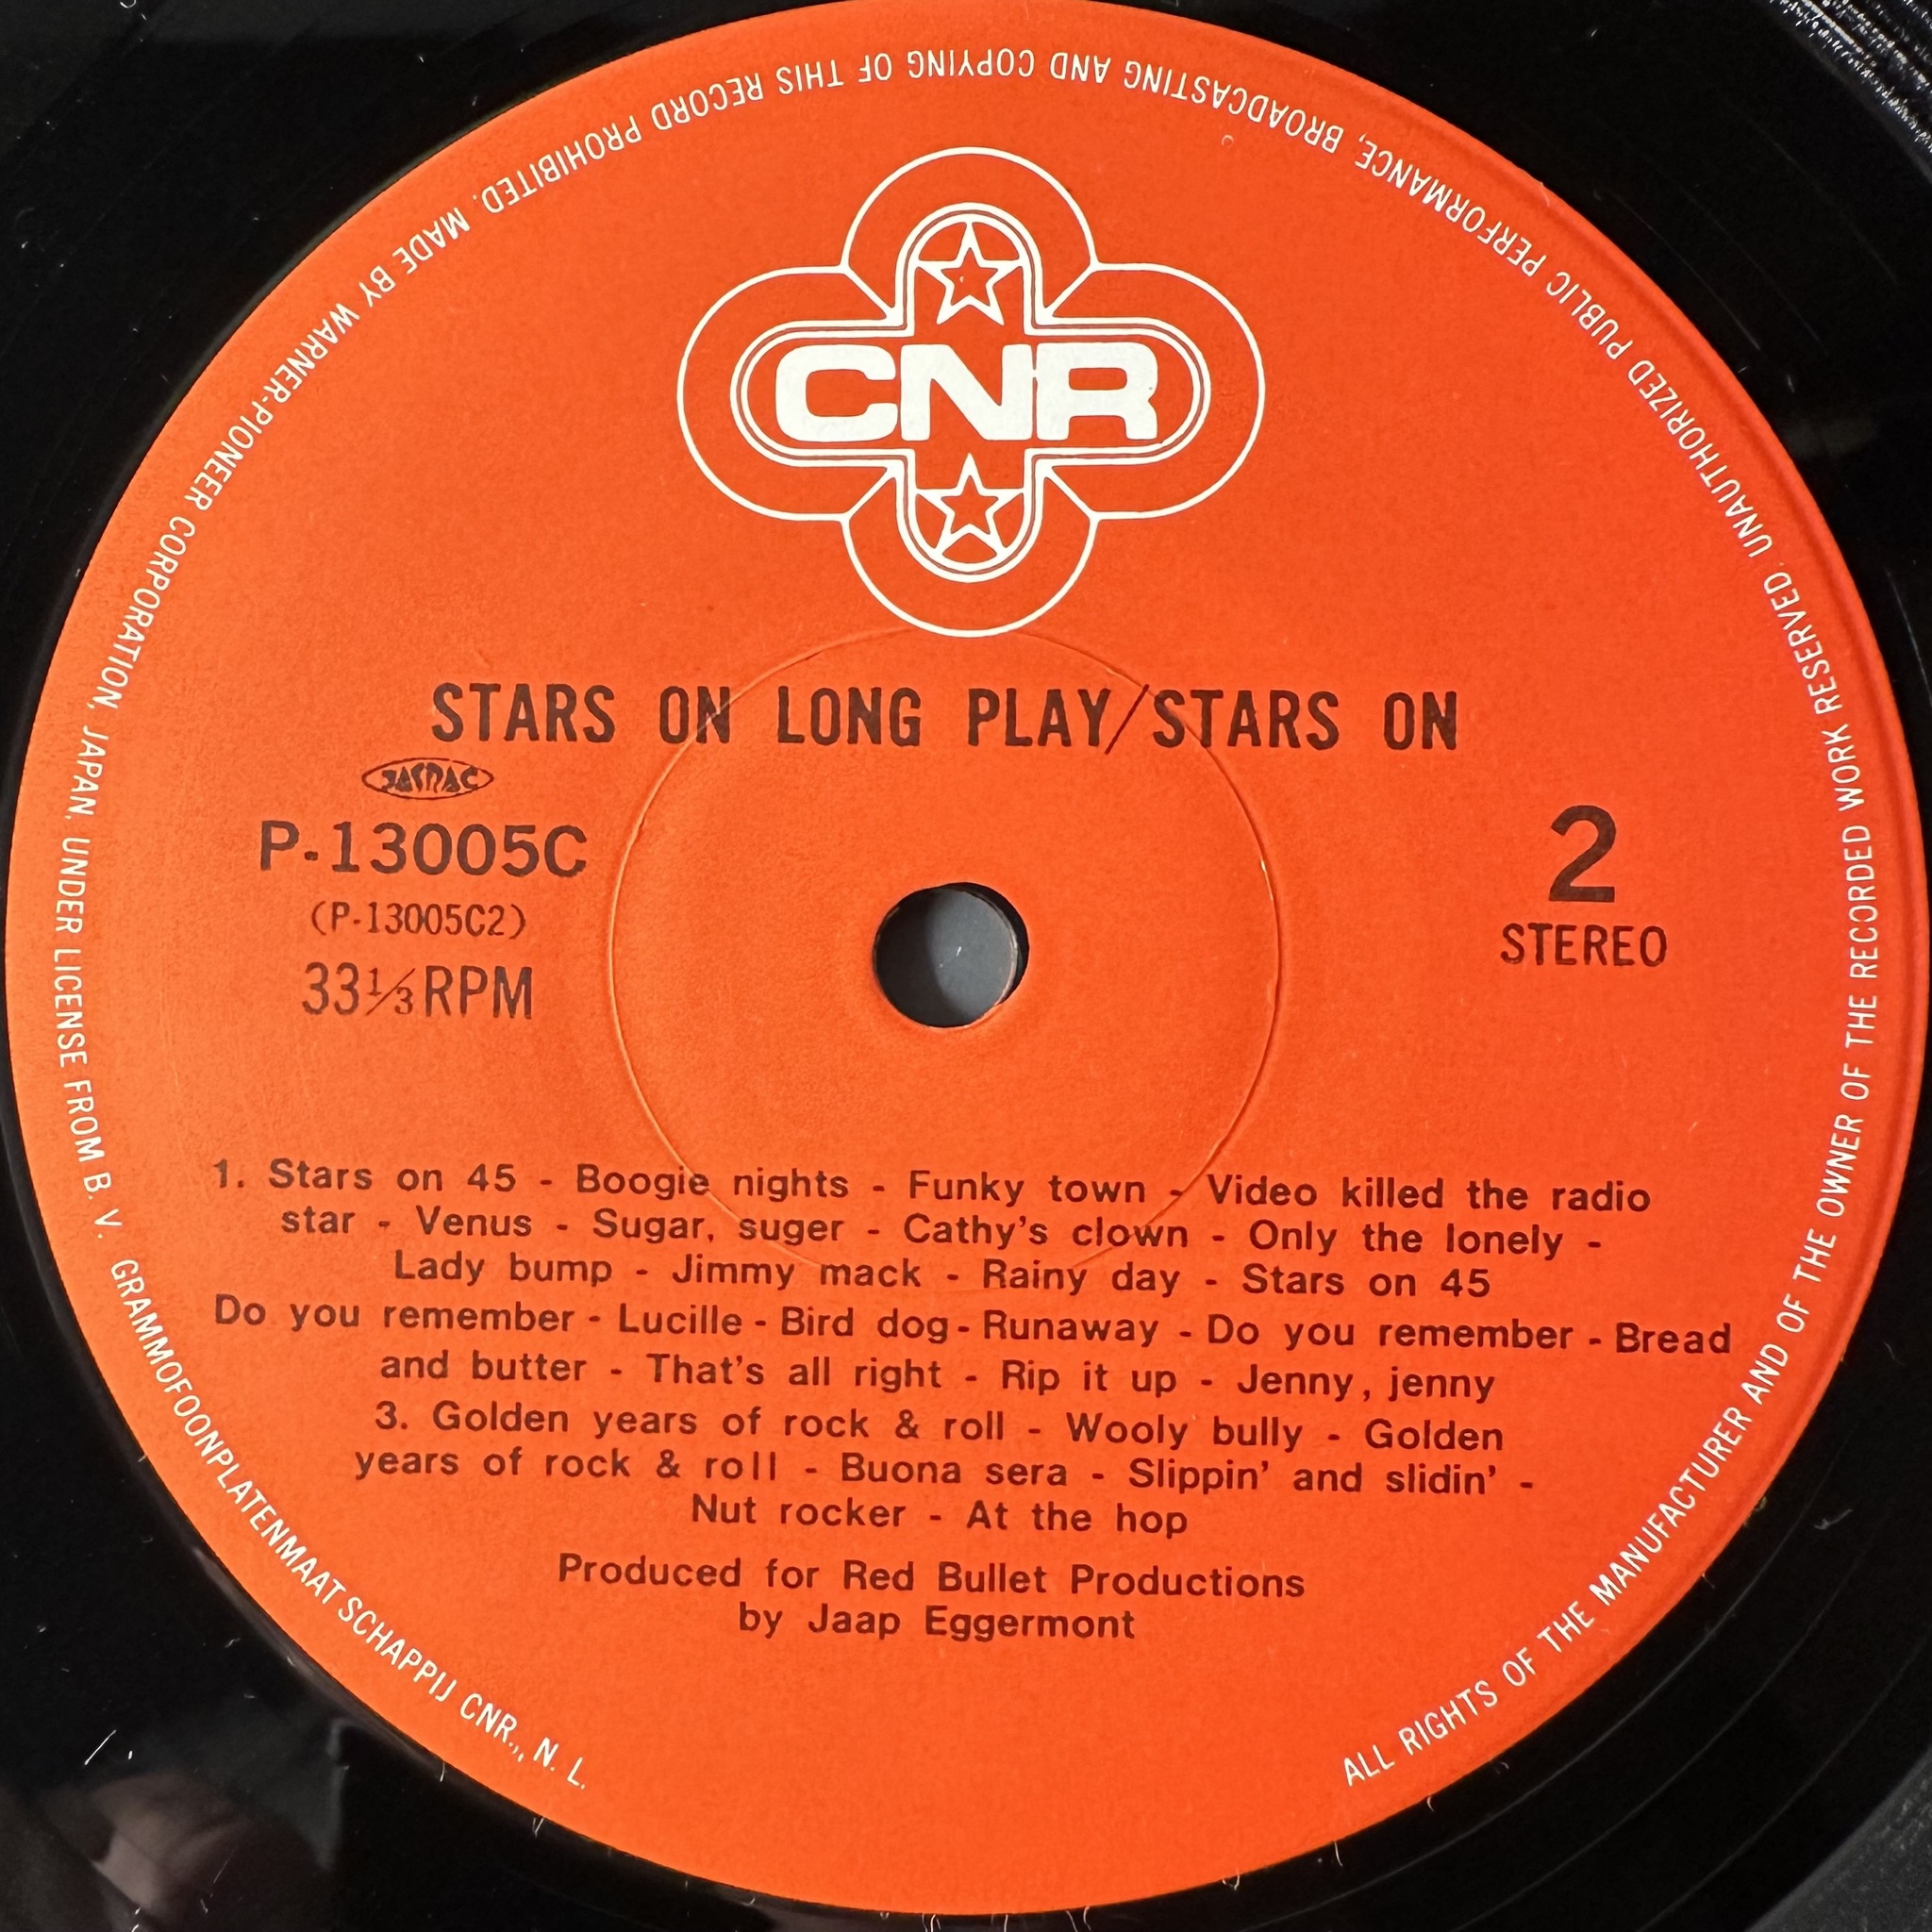 CNR
STARS ON LONG PLAY/STARS ON
JASRAC
P-13005C
(P-13005C2)
33⅓RPM
2
STEREO
1. Stars on 45 - Boogie nights - Funky town - Video killed the radio
star - Venus - Sugar, suger - Cathy's clown - Only the lonely -
Lady bump - Jimmy mack - Rainy day - Stars on 45
Do you remember - Lucille - Bird dog - Runaway - Do you remember - Bread
and butter - That's all right - Rip it up - Jenny, jenny
3. Golden years of rock & roll - Wooly bully - Golden
years of rock & roll - Buona sera - Slippin' and slidin' -
Nut rocker - At the hop
Produced for Red Bullet Productions
by Jaap Eggermont
ALL RIGHTS OF THE MANUFACTURER AND OF THE OWNER OF THE RECORDED WORK RESERVED. UNAUTHORIZED PUBLIC PERFORMANCE, BROADCASTING AND COPYING OF THIS RECORD PROHIBITED. MADE BY WARNER-PIONEER CORPORATION, JAPAN, UNDER LICENSE FROM B. V. GRAMMOFOONPLATENMAATSCHAPPIJ CNR., N. L.